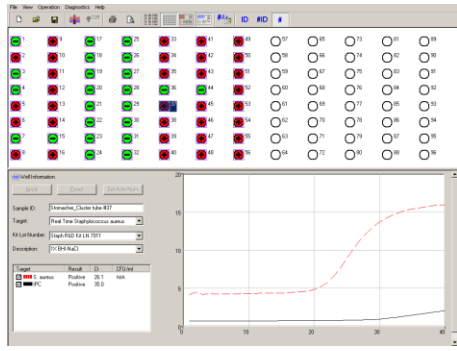 File View Operation Diagnostics Help
ID #ID #
1 9 17 25 33 41 49 57 65 73 81 89
2 10 18 26 34 42 50 58 66 74 82 90
3 11 19 27 35 43 51 59 67 75 83 91
4 12 20 28 36 44 52 60 68 76 84 92
5 13 21 29 37 45 53 61 69 77 85 93
6 14 22 30 38 46 54 62 70 78 86 94
7 15 23 31 39 47 55 63 71 79 87 95
8 16 24 32 40 48 56 64 72 80 88 96
Well Information
Reset Set Auto Num
Sample ID: Stomacher_Cluster tube #37
Target: Real Time Staphylococcus aureus
Kit Lot Number: Staph R&D Kit LN 7811
Description: 1X BHI NaCl
Target Result Ct CFU/ml
S. aureus Positive 26.1 N/A
IPC Positive 35.0
20
15
10
5
0
0 10 20 30 40